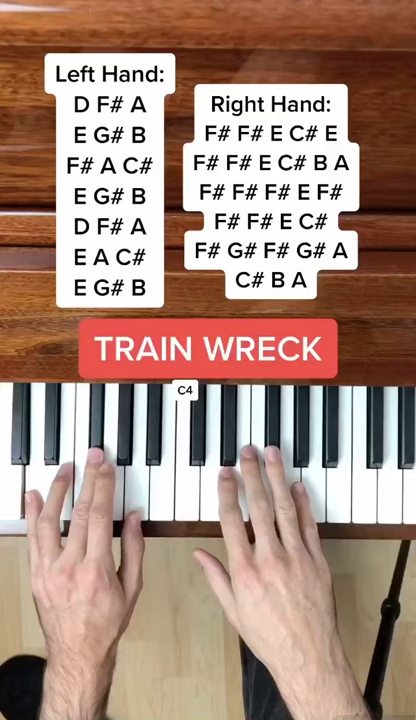 Left Hand:
D F# A
E G# B
F# A C#
E G# B
D F# A
E A C#
E G# B
Right Hand:
F# F# E C# E
F# F# E C# B A
F# F# F# E F#
F# F# E C#
F# G# F# G# A
C# B A
TRAIN WRECK
C4